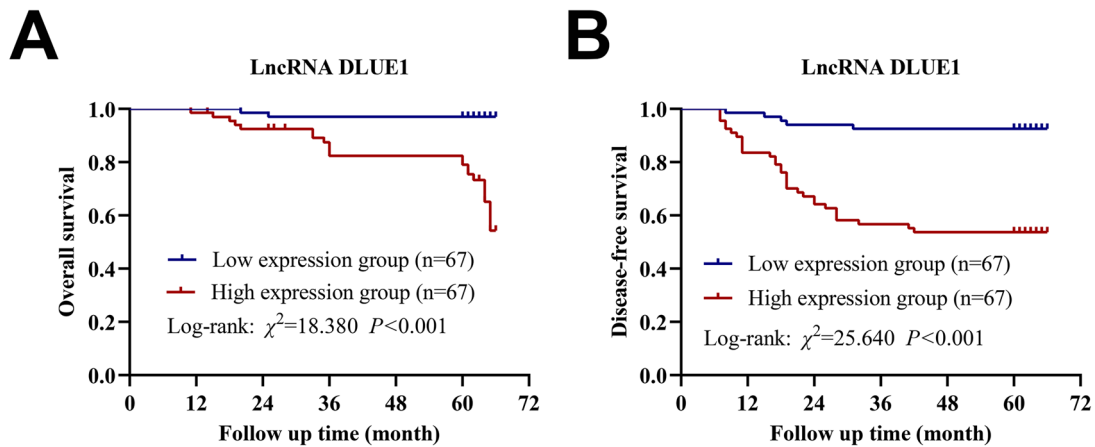 A
LncRNA DLUE1
Overall survival
1.0
0.8
0.6
0.4
0.2
0.0
Low expression group (n=67)
High expression group (n=67)
Log-rank: χ²=18.380 P<0.001
0 12 24 36 48 60 72
Follow up time (month)
B
LncRNA DLUE1
Disease-free survival
1.0
0.8
0.6
0.4
0.2
0.0
Low expression group (n=67)
High expression group (n=67)
Log-rank: χ²=25.640 P<0.001
0 12 24 36 48 60 72
Follow up time (month)